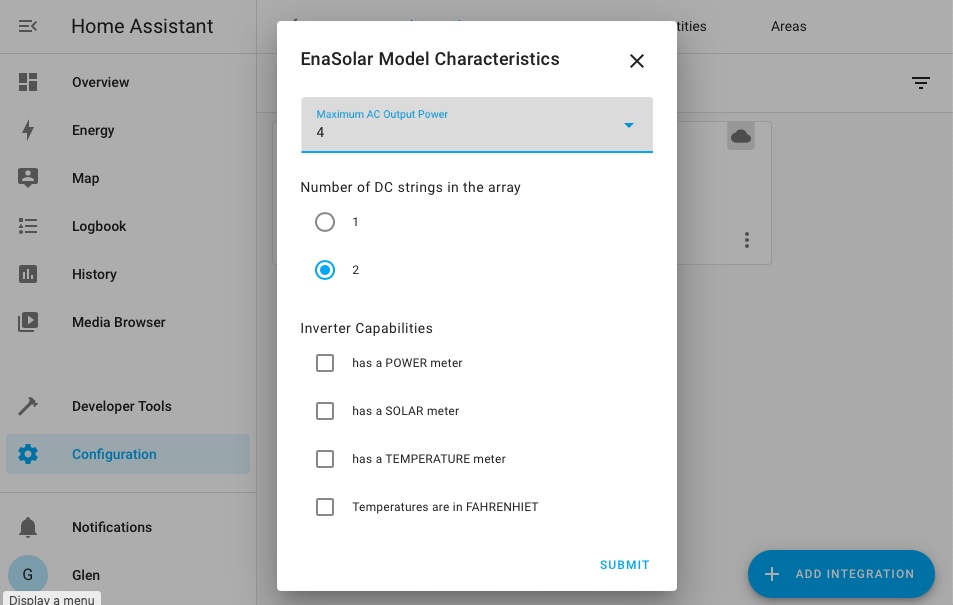 Home Assistant
tities
Areas
Overview
Energy
Map
Logbook
History
Media Browser
Developer Tools
Configuration
Notifications
G
Glen
Display a menu
EnaSolar Model Characteristics
Maximum AC Output Power
4
Number of DC strings in the array
1
2
Inverter Capabilities
has a POWER meter
has a SOLAR meter
has a TEMPERATURE meter
Temperatures are in FAHRENHIET
SUBMIT
ADD INTEGRATION